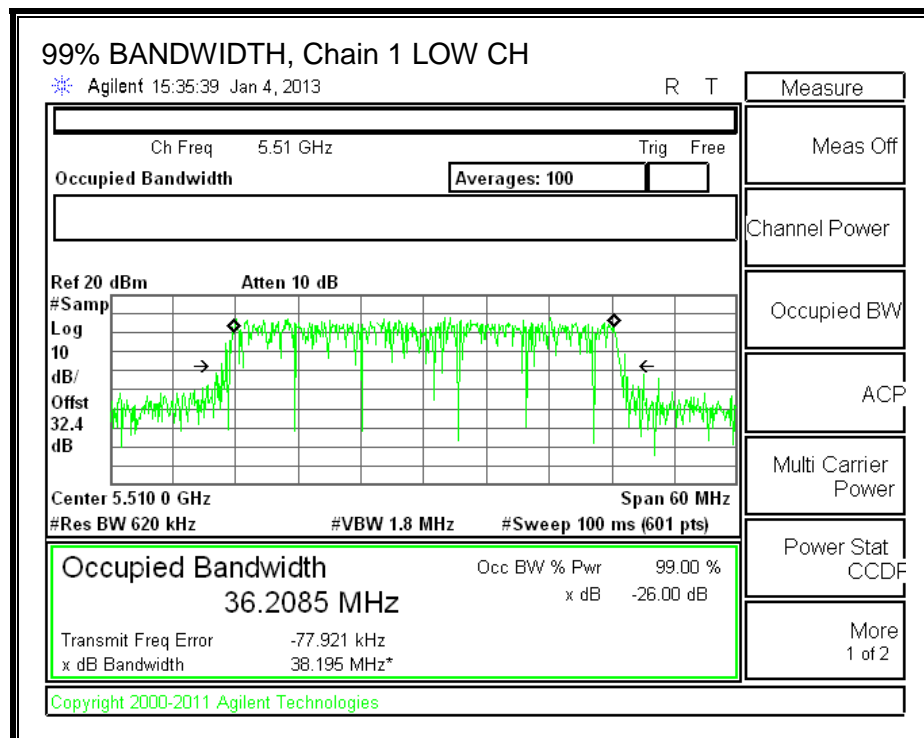 99% BANDWIDTH, Chain 1 LOW CH
Agilent 15:35:39 Jan 4, 2013 R T
Measure
Ch Freq 5.51 GHz Trig Free
Meas Off
Occupied Bandwidth Averages: 100
Channel Power
Ref 20 dBm Atten 10 dB
#Samp
Log
10
dB/
Offst
32.4
dB
Occupied BW
ACP
Multi Carrier
Power
Center 5.510 0 GHz Span 60 MHz
#Res BW 620 kHz #VBW 1.8 MHz #Sweep 100 ms (601 pts)
Occupied Bandwidth Occ BW % Pwr 99.00 %
36.2085 MHz x dB -26.00 dB
Transmit Freq Error -77.921 kHz
x dB Bandwidth 38.195 MHz*
Power Stat
CCDF
More
1 of 2
Copyright 2000-2011 Agilent Technologies